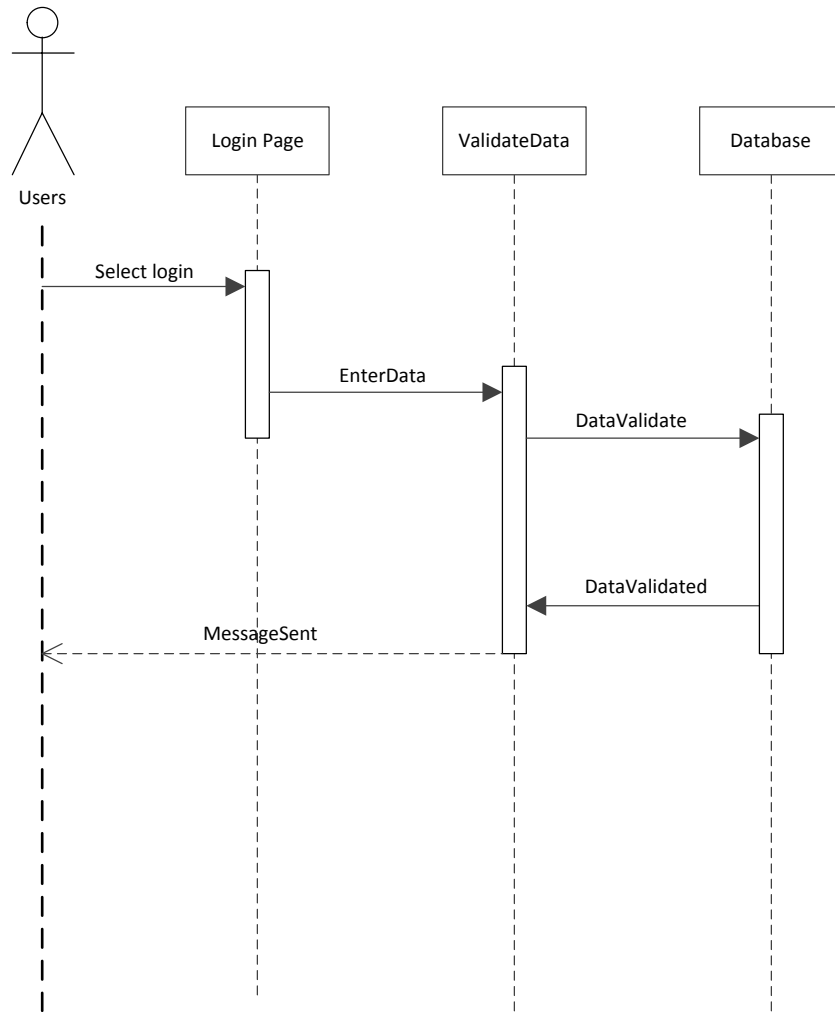 Login Page
ValidateData
Database
Users
Select login
EnterData
DataValidate
DataValidated
MessageSent